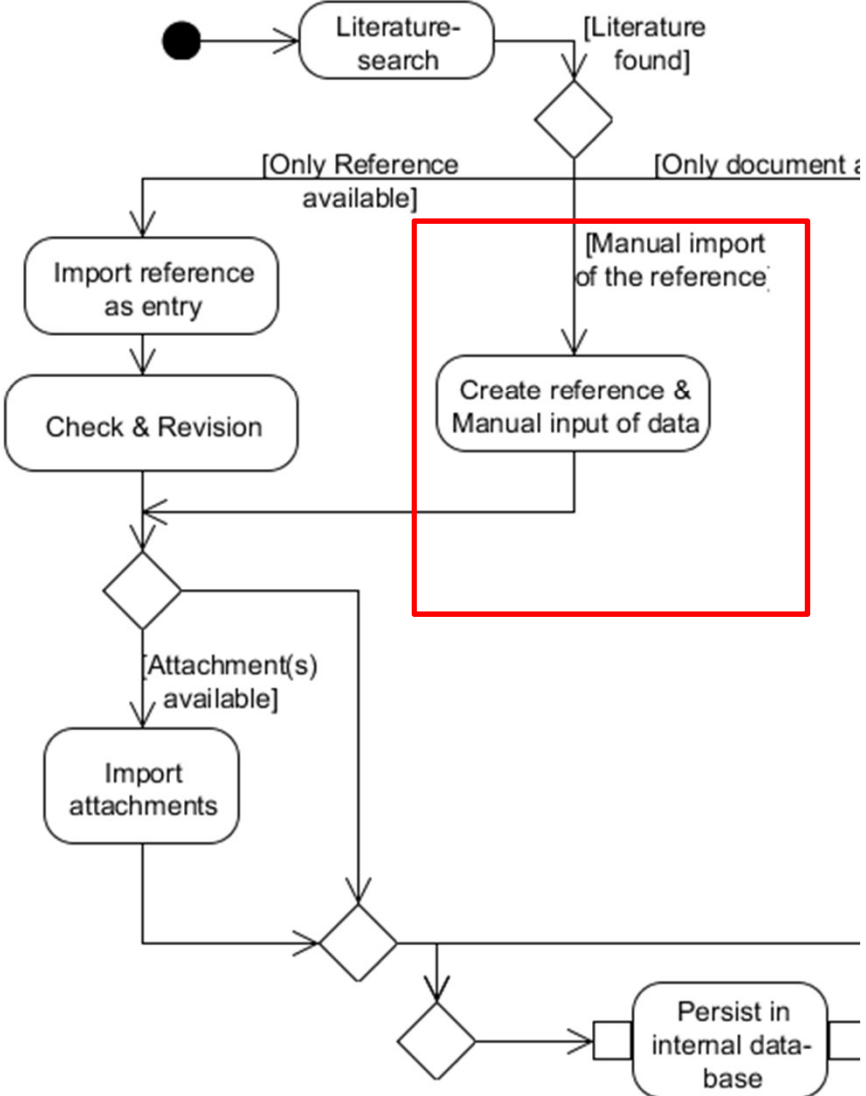 Literature-
search
[Literature
found]
[Only Reference
available]
[Only document a
[Manual import
of the reference]
Import reference
as entry
Create reference &
Manual input of data
Check & Revision
[Attachment(s)
available]
Import
attachments
Persist in
internal data-
base